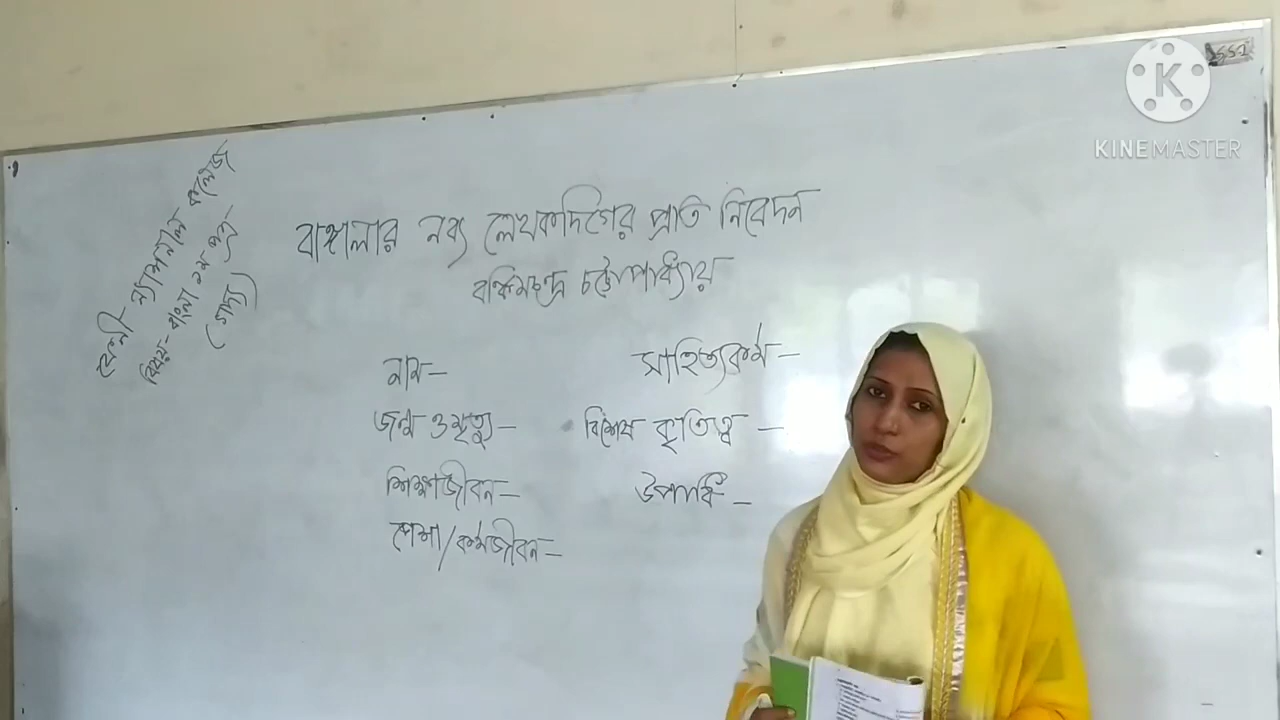 ফেনী ন্যাশনাল কলেজ
বিষয়- বাংলা ১ম পত্র
(গদ্য)
বাঙ্গালার নব্য লেখকদিগের প্রতি নিবেদন
বঙ্কিমচন্দ্র চট্টোপাধ্যায়
নাম-
জন্ম ও মৃত্যু-
শিক্ষাজীবন-
পেশা/কর্মজীবন-
সাহিত্যকর্ম-
বিশেষ কৃতিত্ব -
উপাধি -
KINEMASTER